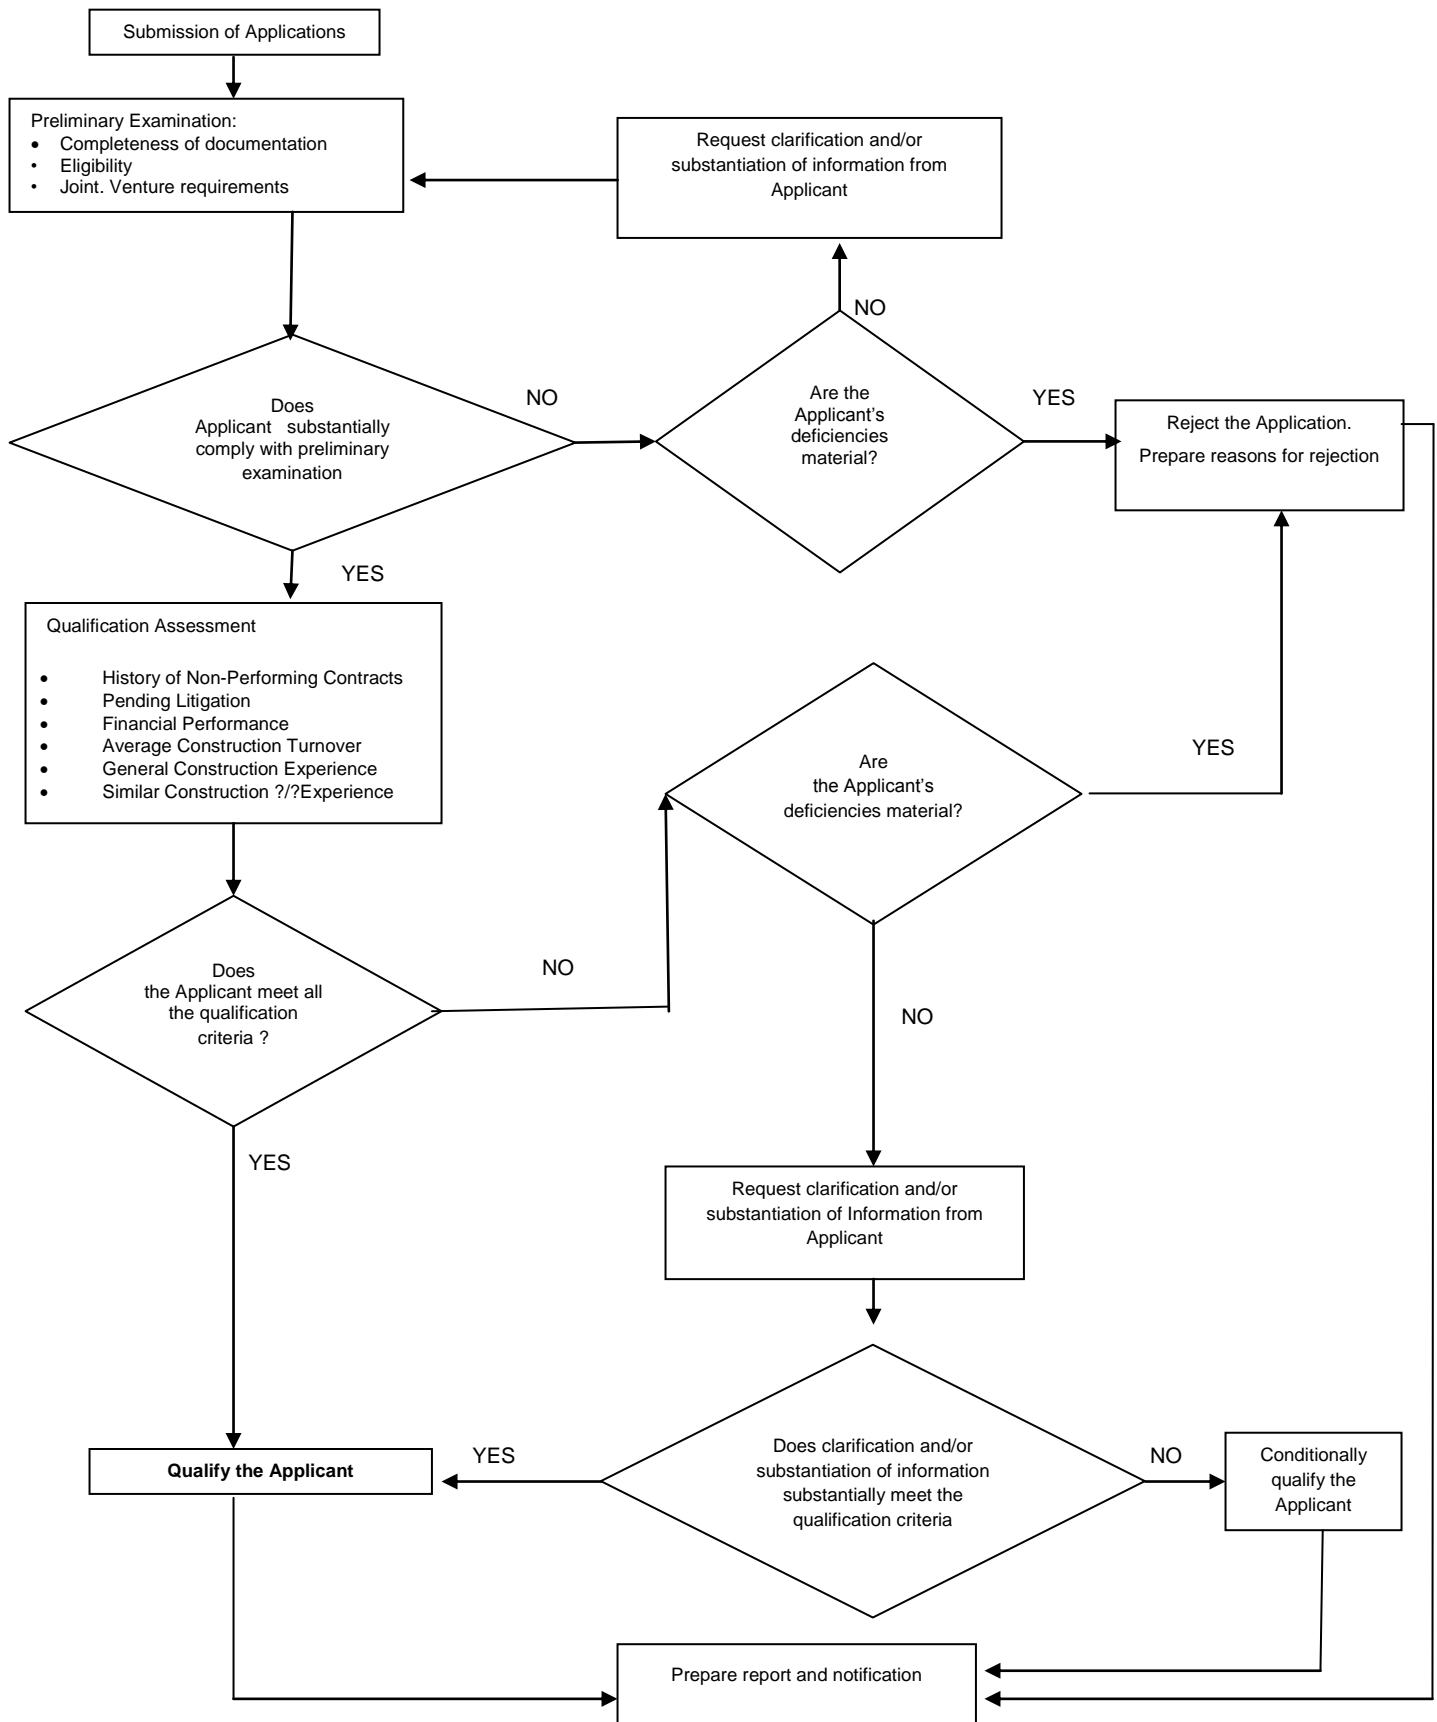 Submission of Applications
Preliminary Examination:
• Completeness of documentation
• Eligibility
• Joint. Venture requirements
Request clarification and/or
substantiation of information from
Applicant
NO
Does
Applicant substantially
comply with preliminary
examination
NO
Are the
Applicant’s
deficiencies
material?
YES
Reject the Application.
Prepare reasons for rejection
YES
Qualification Assessment
• History of Non-Performing Contracts
• Pending Litigation
• Financial Performance
• Average Construction Turnover
• General Construction Experience
• Similar Construction ?/?Experience
Are
the Applicant’s
deficiencies material?
YES
Does
the Applicant meet all
the qualification
criteria ?
NO
NO
YES
Request clarification and/or
substantiation of Information from
Applicant
Qualify the Applicant
YES
Does clarification and/or
substantiation of information
substantially meet the
qualification criteria
NO
Conditionally
qualify the
Applicant
Prepare report and notification